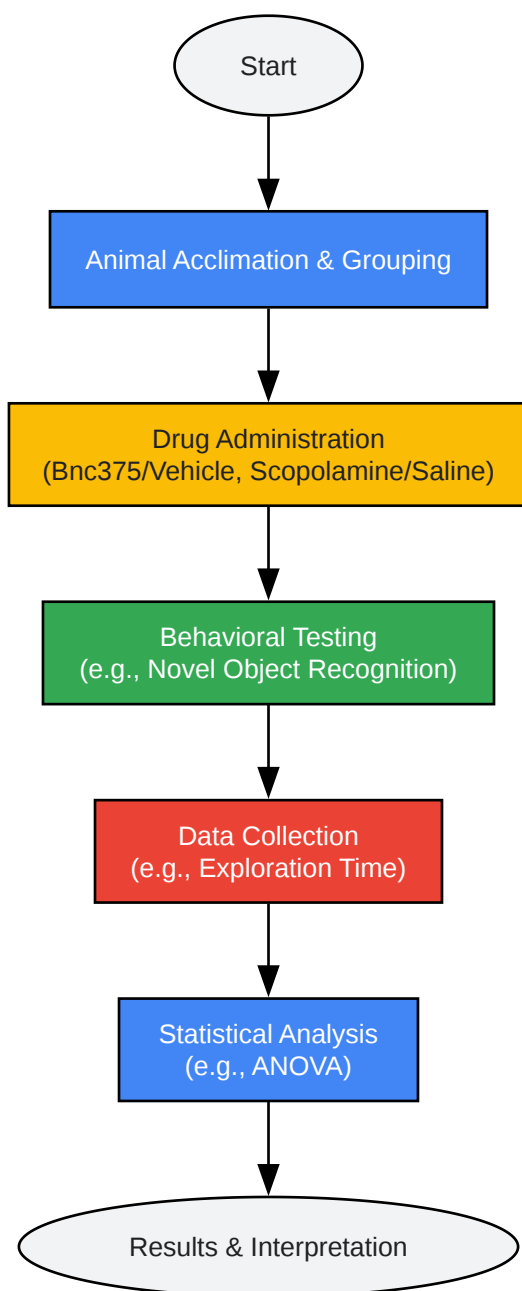 Start
Animal Acclimation & Grouping
Drug Administration
(Bnc375/Vehicle, Scopolamine/Saline)
Behavioral Testing
(e.g., Novel Object Recognition)
Data Collection
(e.g., Exploration Time)
Statistical Analysis
(e.g., ANOVA)
Results & Interpretation